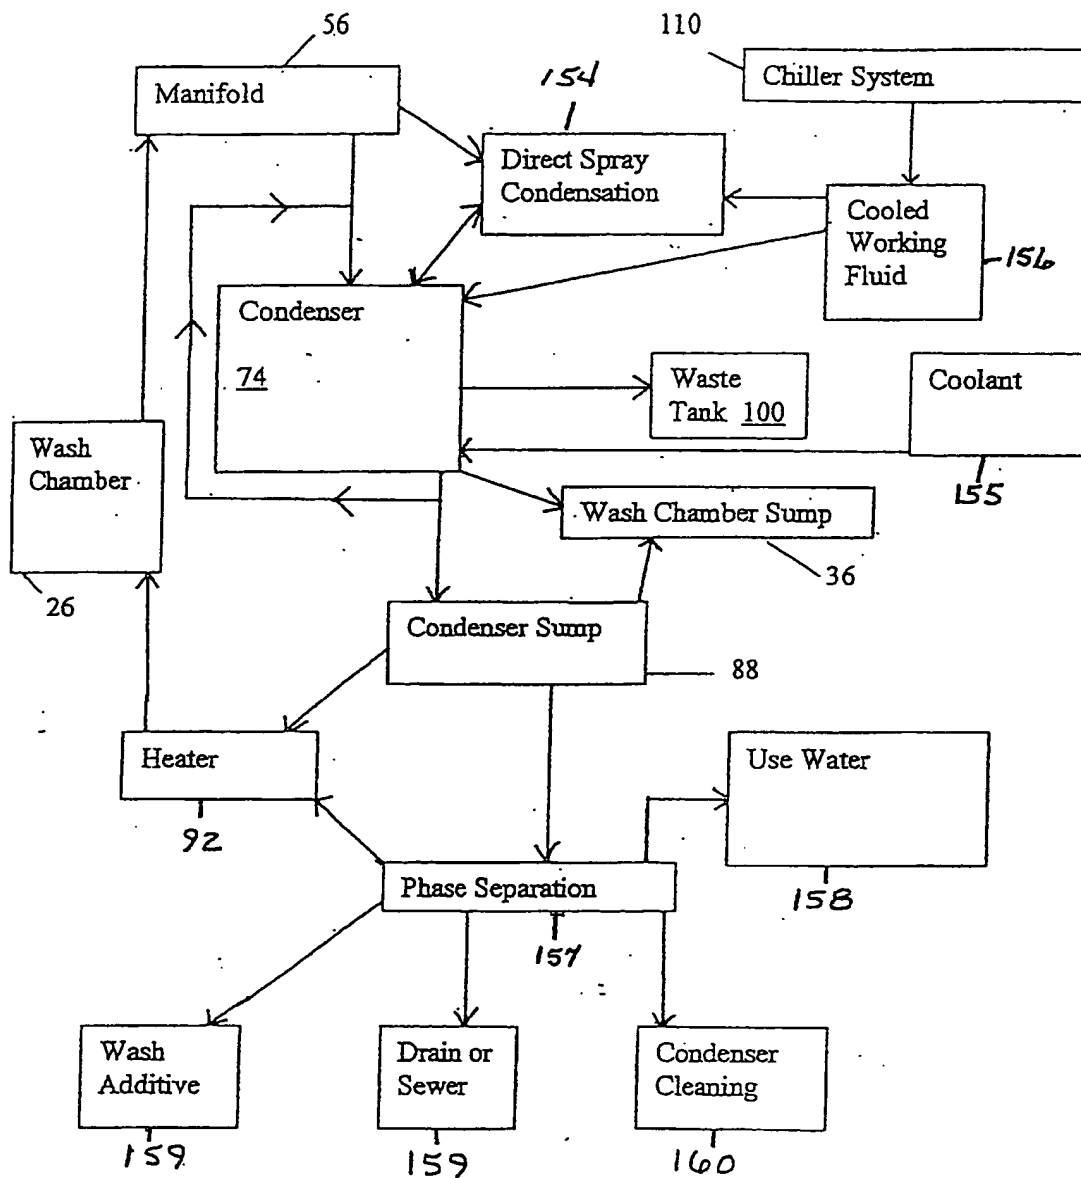 56
110
Manifold
154
Chiller System
Direct Spray
Condensation
Cooled
Working
Fluid
156
Condenser
74
Waste
Tank 100
Coolant
155
Wash
Chamber
26
Wash Chamber Sump
36
Condenser Sump
88
Heater
92
Use Water
158
Phase Separation
157
Wash
Additive
159
Drain or
Sewer
159
Condenser
Cleaning
160